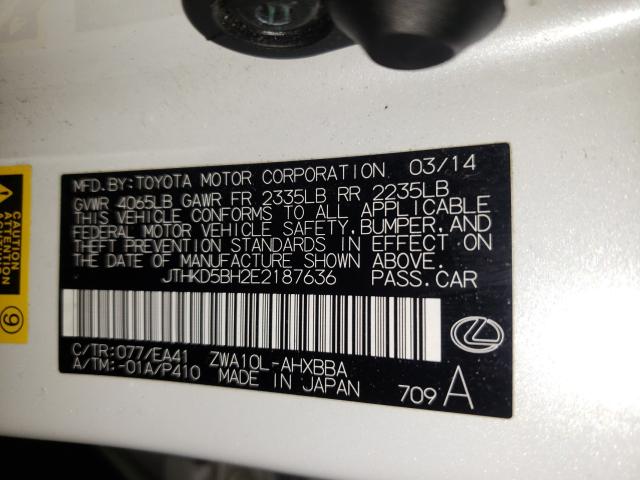 MFD. BY: TOYOTA MOTOR CORPORATION 03/14
GVWR 4065LB GAWR FR 2335LB RR 2235LB
THIS VEHICLE CONFORMS TO ALL APPLICABLE
FEDERAL MOTOR VEHICLE SAFETY, BUMPER, AND
THEFT PREVENTION STANDARDS IN EFFECT ON
THE DATE OF MANUFACTURE SHOWN ABOVE.
JTHKD5BH2E2187636 PASS. CAR
C/TR: 077/EA41 ZWA10L-AHXBBA
A/TM: -01A/P410 MADE IN JAPAN
709 A
9